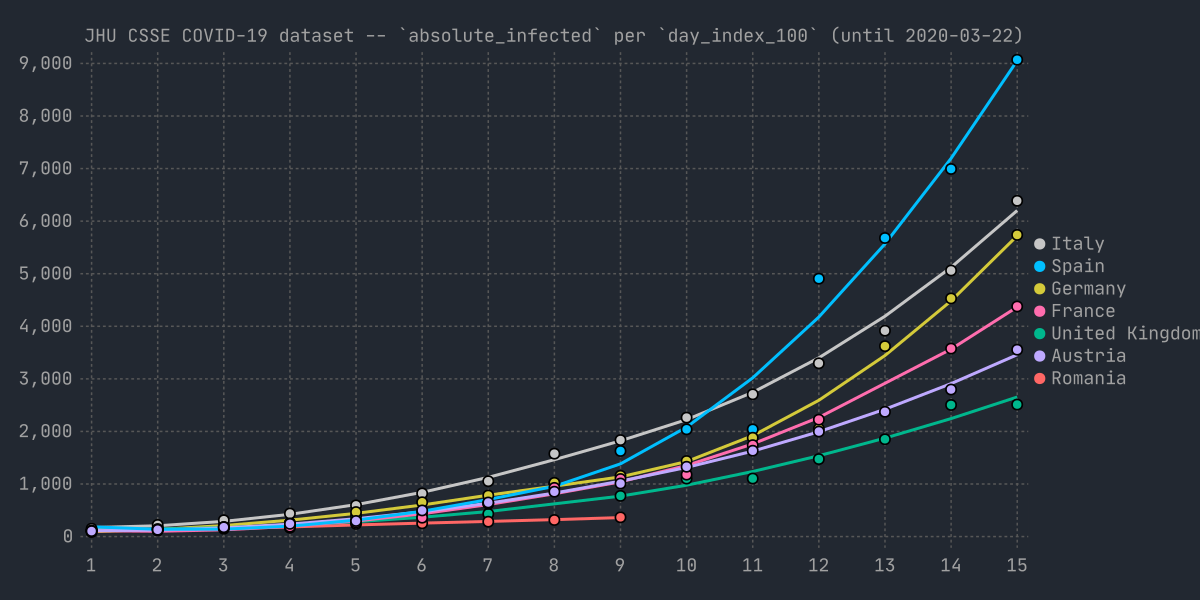 JHU CSSE COVID-19 dataset -- `absolute_infected` per `day_index_100` (until 2020-03-22)
9,000
8,000
7,000
6,000
5,000
4,000
3,000
2,000
1,000
0
1 2 3 4 5 6 7 8 9 10 11 12 13 14 15
Italy
Spain
Germany
France
United Kingdom
Austria
Romania